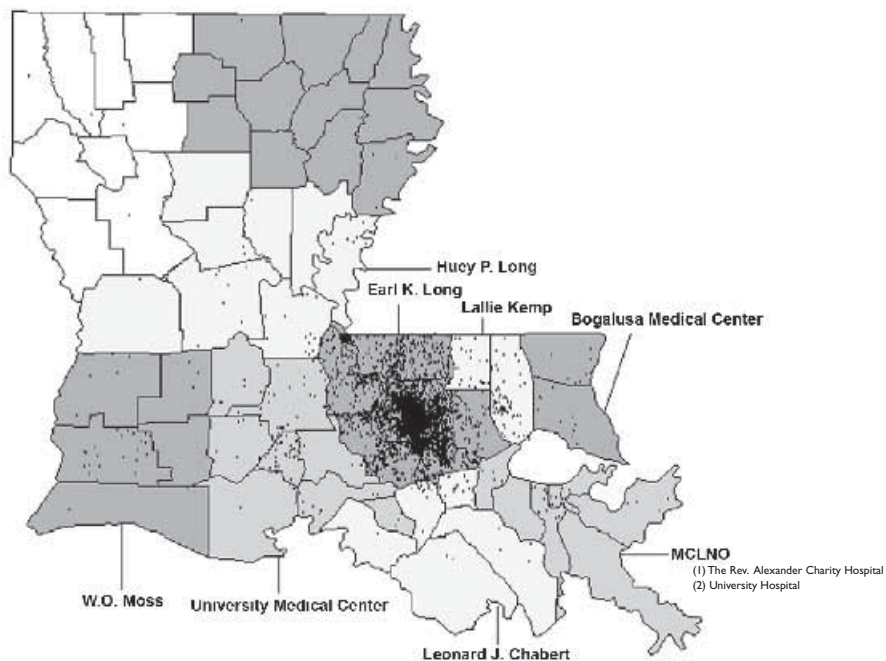 Huey P. Long
Earl K. Long
Lallie Kemp
Bogalusa Medical Center
MCLNO
(1) The Rev. Alexander Charity Hospital
(2) University Hospital
W.O. Moss
University Medical Center
Leonard J. Chabert